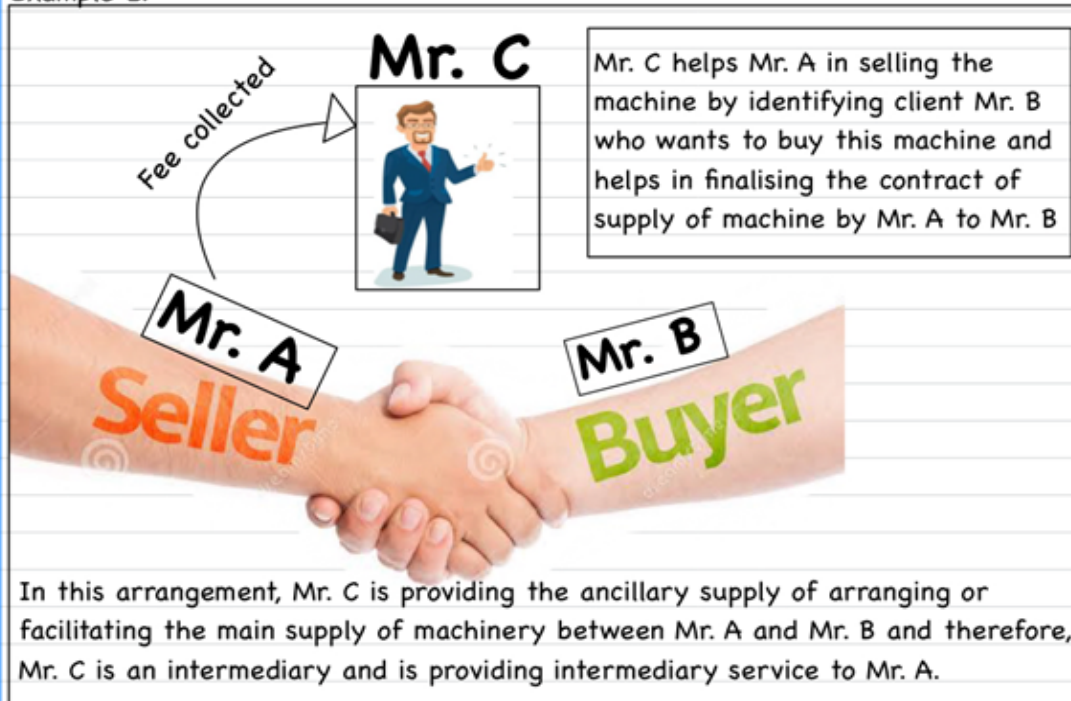 Mr. C
Fee collected
Mr. C helps Mr. A in selling the
machine by identifying client Mr. B
who wants to buy this machine and
helps in finalising the contract of
supply of machine by Mr. A to Mr. B
Mr. A
Mr. B
Seller
Buyer
In this arrangement, Mr. C is providing the ancillary supply of arranging or
facilitating the main supply of machinery between Mr. A and Mr. B and therefore,
Mr. C is an intermediary and is providing intermediary service to Mr. A.